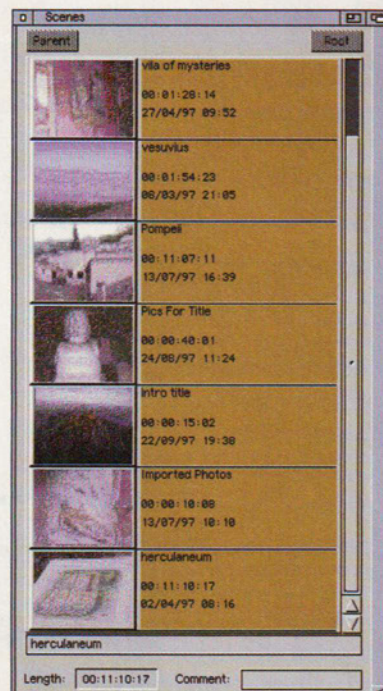 Scenes
Parent Root
vila of mysteries
00:01:28:14
27/04/97 09:52
vesuvius
00:01:54:23
08/03/97 21:05
Pompeii
00:11:07:11
13/07/97 16:39
Pics For Title
00:00:40:01
24/08/97 11:24
intro title
00:00:15:02
22/09/97 19:38
Imported Photos
00:00:10:08
13/07/97 10:10
herculaneum
00:11:10:17
02/04/97 08:16
herculaneum
Length: 00:11:10:17 Comment: